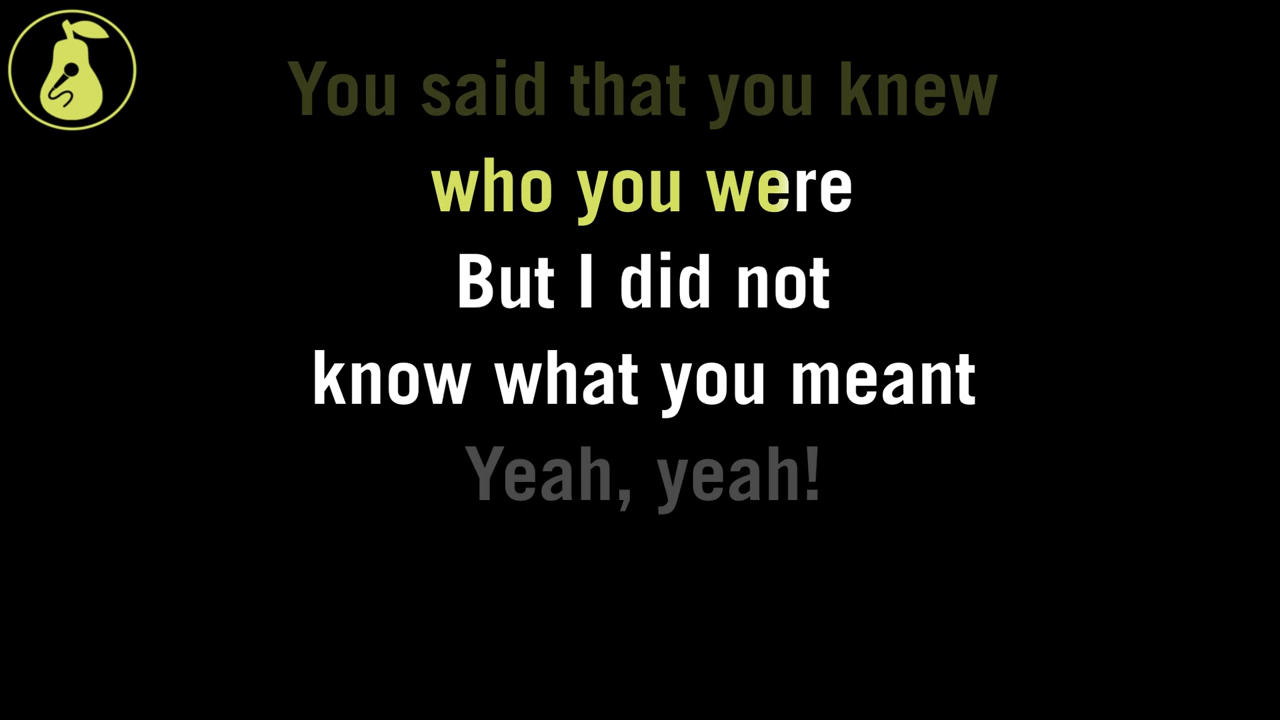 You said that you knew
who you were
But I did not
know what you meant
Yeah, yeah!